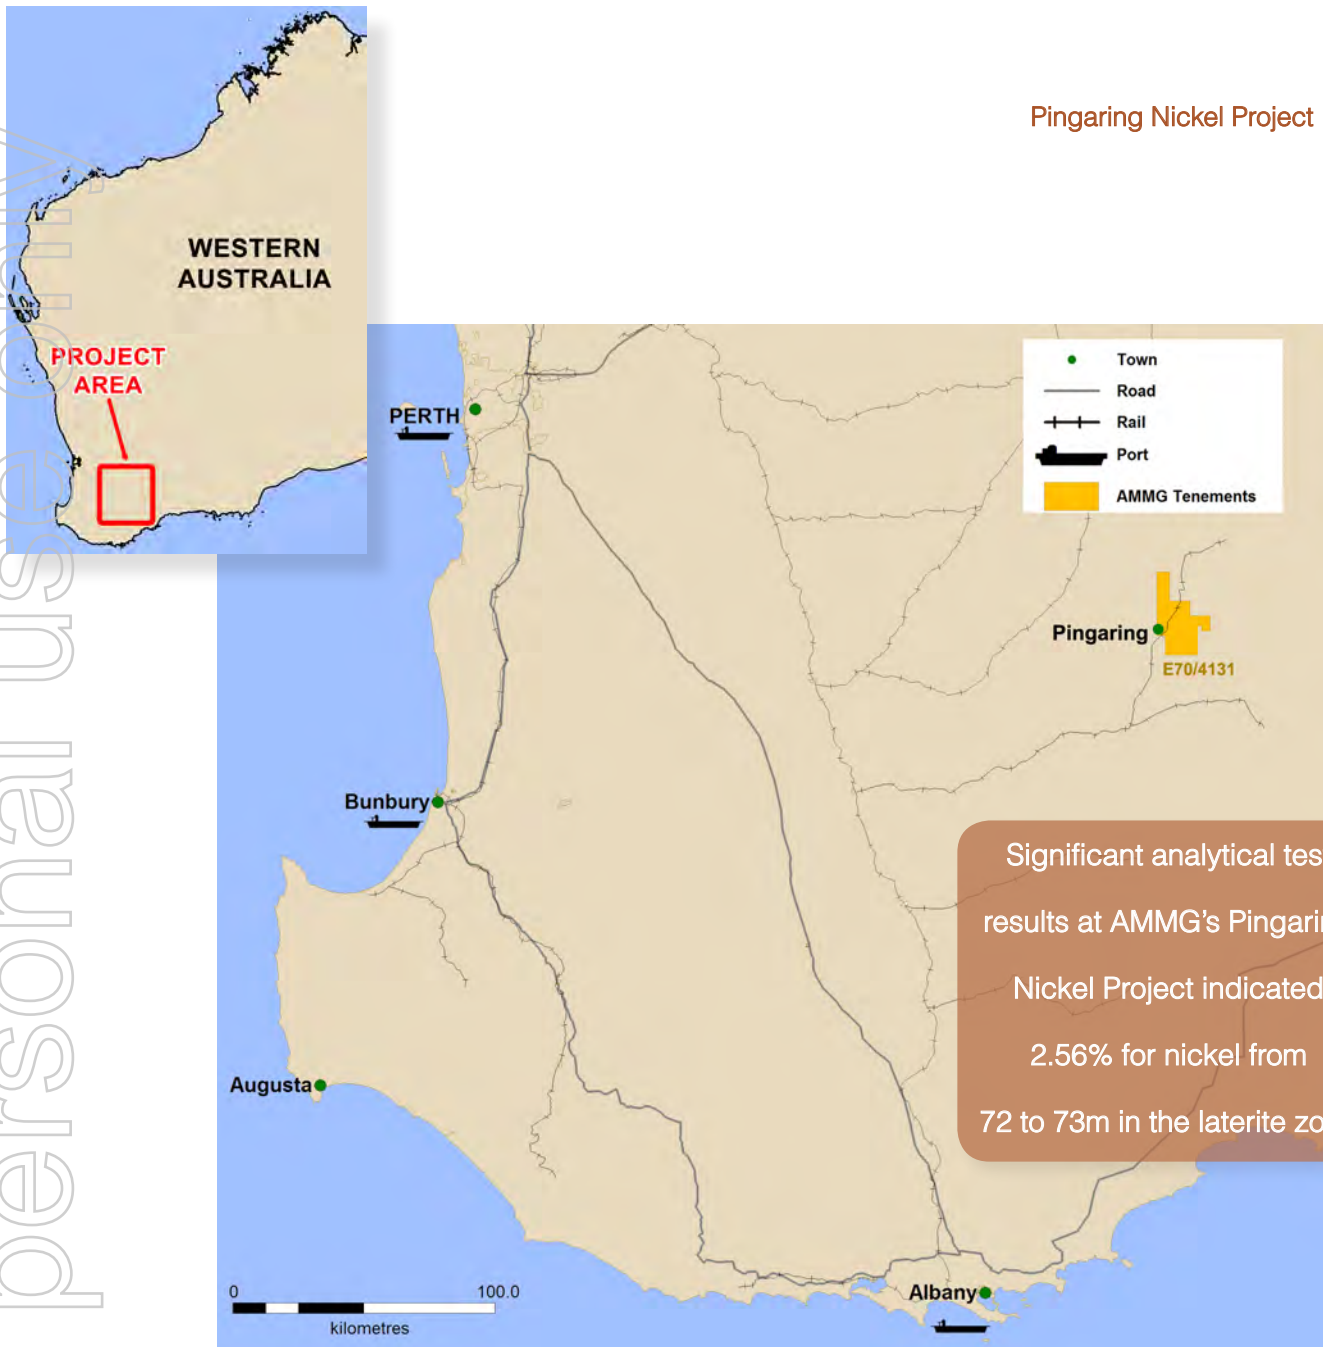 Pingaring Nickel Project
WESTERN
AUSTRALIA
PROJECT
AREA
PERTH
Town
Road
Rail
Port
AMMG Tenements
Pingaring
E70/4131
Bunbury
Augusta
Albany
0 100.0
kilometres
Significant analytical tes
results at AMMG's Pingarin
Nickel Project indicated
2.56% for nickel from
72 to 73m in the laterite zo
personal use only